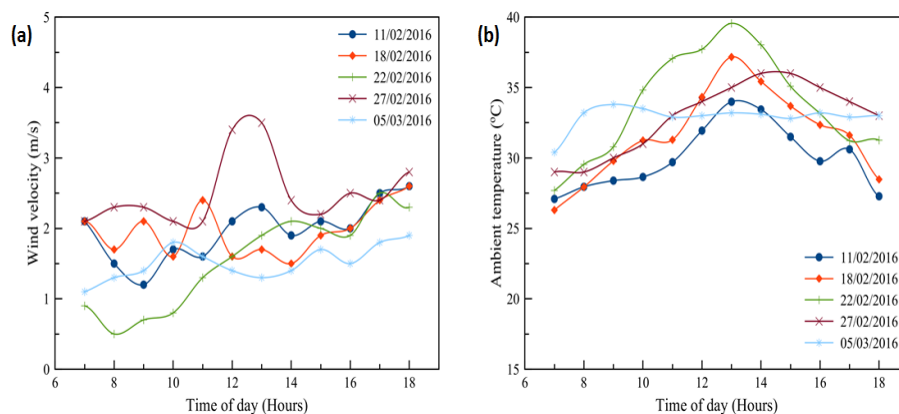 (a)
Wind velocity (m/s)
5
4
3
2
1
0
11/02/2016
18/02/2016
22/02/2016
27/02/2016
05/03/2016
6 8 10 12 14 16 18
Time of day (Hours)
(b)
Ambient temperature (ºC)
40
35
30
25
20
15
11/02/2016
18/02/2016
22/02/2016
27/02/2016
05/03/2016
6 8 10 12 14 16 18
Time of day (Hours)